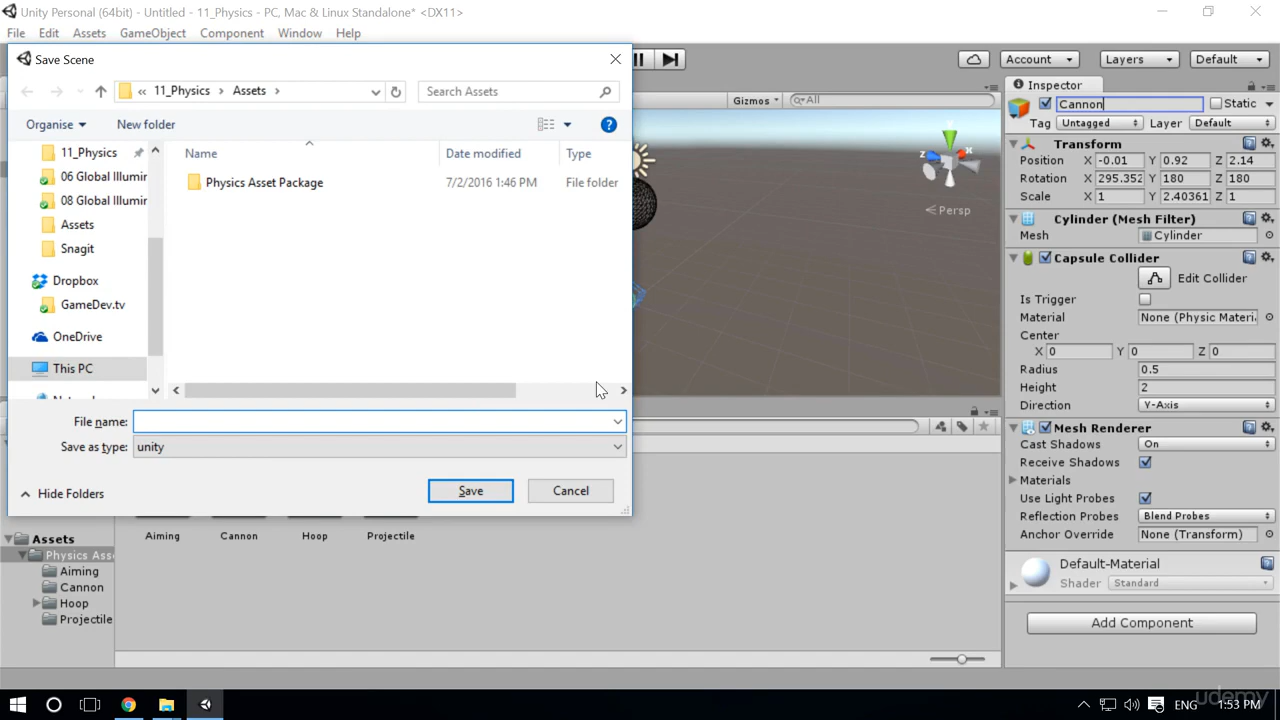 Unity Personal (64bit) - Untitled - 11_Physics - PC, Mac & Linux Standalone* <DX11>
File Edit Assets GameObject Component Window Help
Save Scene
Account Layers Default
« 11_Physics Assets
Search Assets
Gizmos All
Inspector
Cannon Static
Organise New folder
Tag Untagged Layer Default
Name Date modified Type
Transform
Position X -0.01 Y 0.92 Z 2.14
Rotation X 295.352 Y 180 Z 180
Scale X 1 Y 2.40361 Z 1
11_Physics
Physics Asset Package 7/2/2016 1:46 PM File folder
06 Global Illumin
08 Global Illumin
Assets
Snagit
Dropbox
GameDev.tv
OneDrive
This PC
z x
Persp
Cylinder (Mesh Filter)
Mesh Cylinder
Capsule Collider
Edit Collider
Is Trigger
Material None (Physic Materi
Center
X 0 Y 0 Z 0
Radius 0.5
Height 2
Direction Y-Axis
File name:
Save as type: unity
Hide Folders
Save Cancel
Mesh Renderer
Cast Shadows On
Receive Shadows
Materials
Use Light Probes
Reflection Probes Blend Probes
Anchor Override None (Transform)
Default-Material
Shader Standard
Add Component
Assets
Physics Ass
Aiming
Cannon
Hoop
Projectile
Aiming Cannon Hoop Projectile
ENG 1:53 PM
udemy